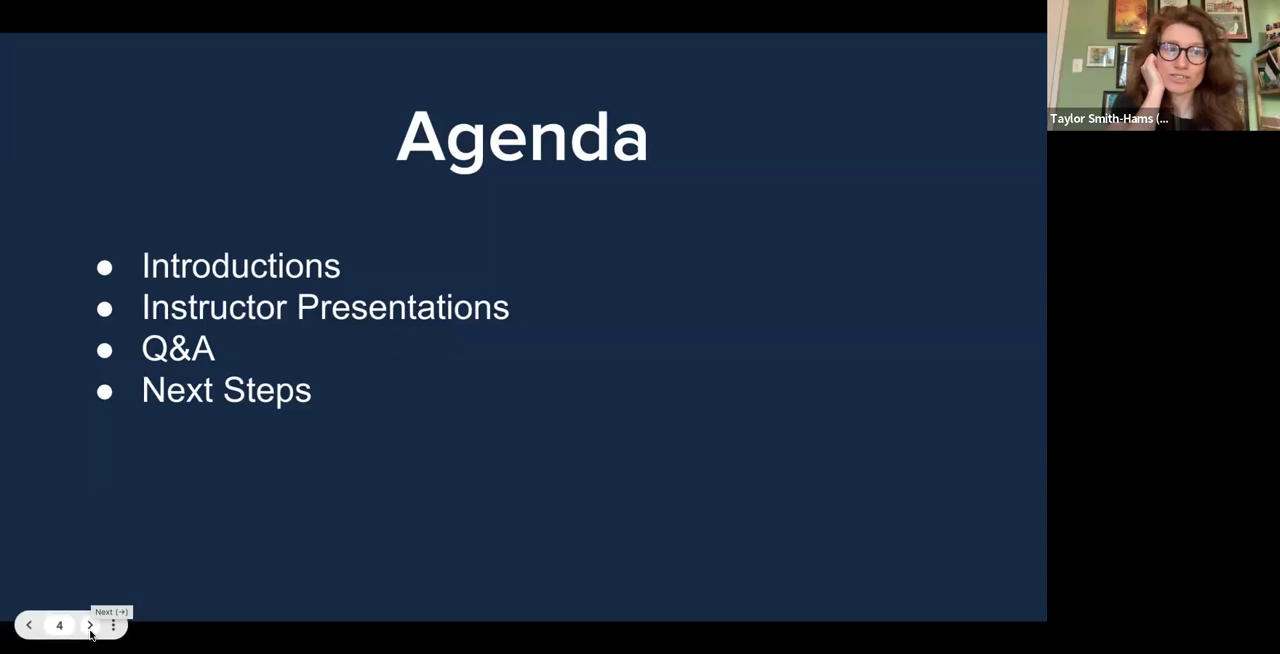 Agenda
Taylor Smith-Hams (...
● Introductions
● Instructor Presentations
● Q&A
● Next Steps
Next (→)
4